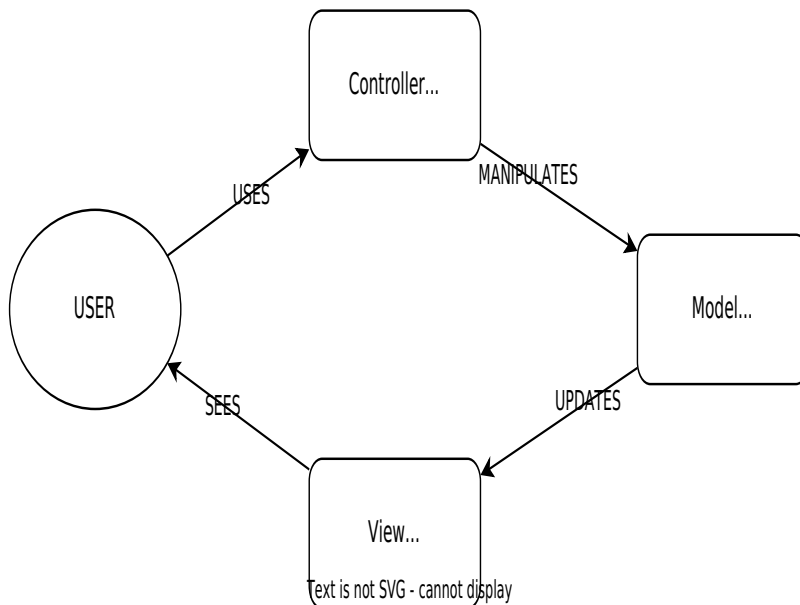 Controller...
USES
MANIPULATES
USER
Model...
SEES
UPDATES
View...
Text is not SVG - cannot display